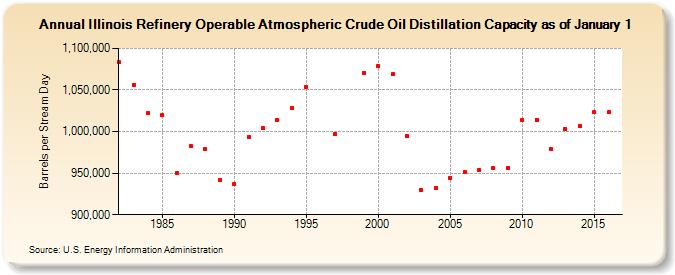 Annual Illinois Refinery Operable Atmospheric Crude Oil Distillation Capacity as of January 1
Barrels per Stream Day
1,100,000
1,050,000
1,000,000
950,000
900,000
1985 1990 1995 2000 2005 2010 2015
Source: U.S. Energy Information Administration